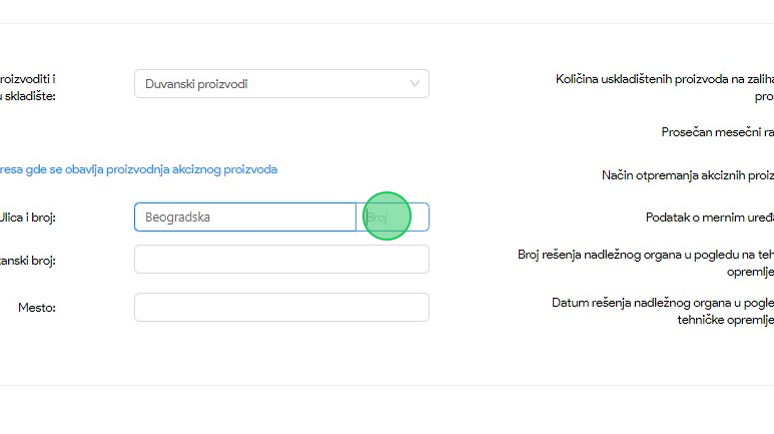 roizvoditi i
u skladište:
Duvanski proizvodi
resa gde se obavlja proizvodnja akciznog proizvoda
Ulica i broj:
Beogradska
Broj
tanski broj:
Mesto:
Količina uskladištenih proizvoda na zaliha
pro
Prosečan mesečni ra
Način otpremanja akciznih proiz
Podatak o mernim uređa
Broj rešenja nadležnog organa u pogledu na teh
opremlje
Datum rešenja nadležnog organa u pogle
tehničke opremlje